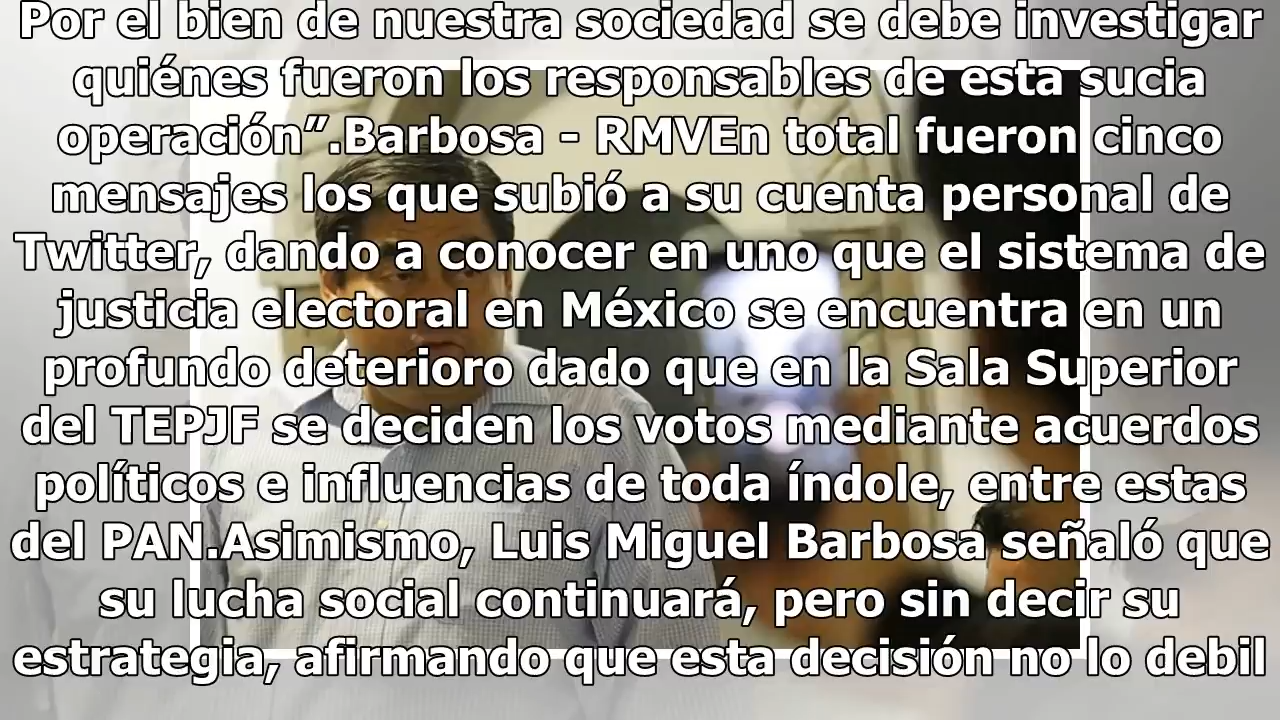 Por el bien de nuestra sociedad se debe investigar
quiénes fueron los responsables de esta sucia
operación”.Barbosa - RMVEn total fueron cinco
mensajes los que subió a su cuenta personal de
Twitter, dando a conocer en uno que el sistema de
justicia electoral en México se encuentra en un
profundo deterioro dado que en la Sala Superior
del TEPJF se deciden los votos mediante acuerdos
políticos e influencias de toda índole, entre estas
del PAN.Asimismo, Luis Miguel Barbosa señaló que
su lucha social continuará, pero sin decir su
estrategia, afirmando que esta decisión no lo debil